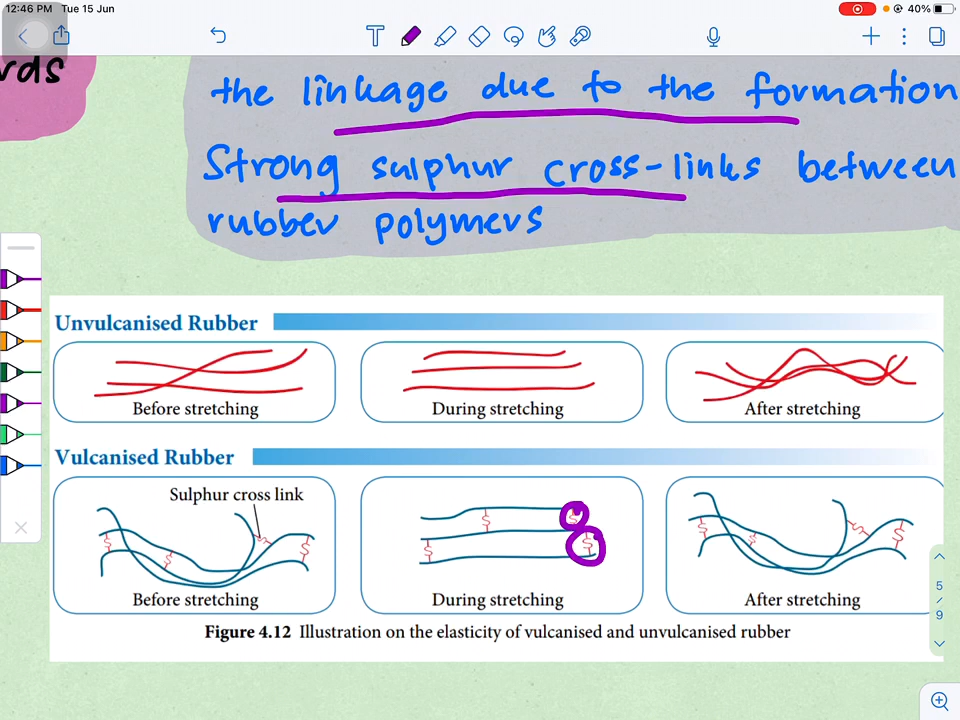 12:46 PM Tue 15 Jun
40%
the linkage due to the formation
Strong sulphur cross-links between
rubber polymers
Unvulcanised Rubber
Before stretching
During stretching
After stretching
Vulcanised Rubber
Sulphur cross link
Before stretching
During stretching
After stretching
Figure 4.12 Illustration on the elasticity of vulcanised and unvulcanised rubber
5
/
9